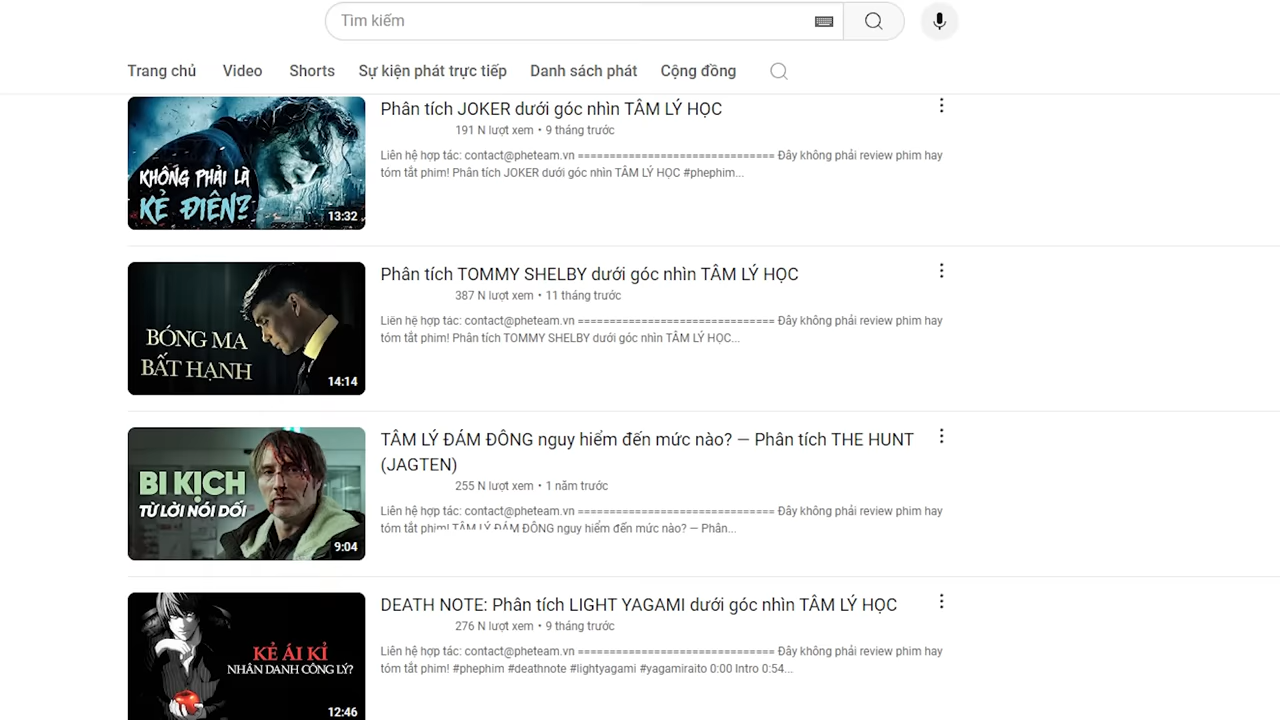 Tìm kiếm
Trang chủ Video Shorts Sự kiện phát trực tiếp Danh sách phát Cộng đồng
KHÔNG PHẢI LÀ
KẺ ĐIÊN?
13:32
Phân tích JOKER dưới góc nhìn TÂM LÝ HỌC
191 N lượt xem • 9 tháng trước
Liên hệ hợp tác: contact@pheteam.vn =============================== Đây không phải review phim hay
tóm tắt phim! Phân tích JOKER dưới góc nhìn TÂM LÝ HỌC #phephim...
BÓNG MA
BẤT HẠNH
14:14
Phân tích TOMMY SHELBY dưới góc nhìn TÂM LÝ HỌC
387 N lượt xem • 11 tháng trước
Liên hệ hợp tác: contact@pheteam.vn =============================== Đây không phải review phim hay
tóm tắt phim! Phân tích TOMMY SHELBY dưới góc nhìn TÂM LÝ HỌC...
BI KỊCH
TỪ LỜI NÓI DỐI
9:04
TÂM LÝ ĐÁM ĐÔNG nguy hiểm đến mức nào? — Phân tích THE HUNT
(JAGTEN)
255 N lượt xem • 1 năm trước
Liên hệ hợp tác: contact@pheteam.vn =============================== Đây không phải review phim hay
tóm tắt phim! TÂM LÝ ĐÁM ĐÔNG nguy hiểm đến mức nào? — Phân...
KẺ ÁI KỈ
NHÂN DANH CÔNG LÝ?
12:46
DEATH NOTE: Phân tích LIGHT YAGAMI dưới góc nhìn TÂM LÝ HỌC
276 N lượt xem • 9 tháng trước
Liên hệ hợp tác: contact@pheteam.vn =============================== Đây không phải review phim hay
tóm tắt phim! #phephim #deathnote #lightyagami #yagamiraito 0:00 Intro 0:54...